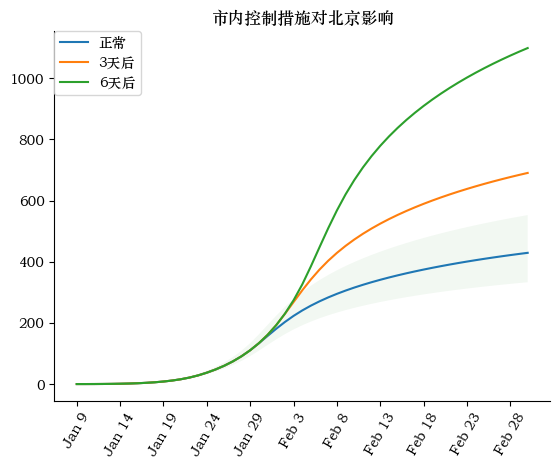 市内控制措施对北京影响
正常
3天后
6天后
1000
800
600
400
200
0
Jan 9
Jan 14
Jan 19
Jan 24
Jan 29
Feb 3
Feb 8
Feb 13
Feb 18
Feb 23
Feb 28